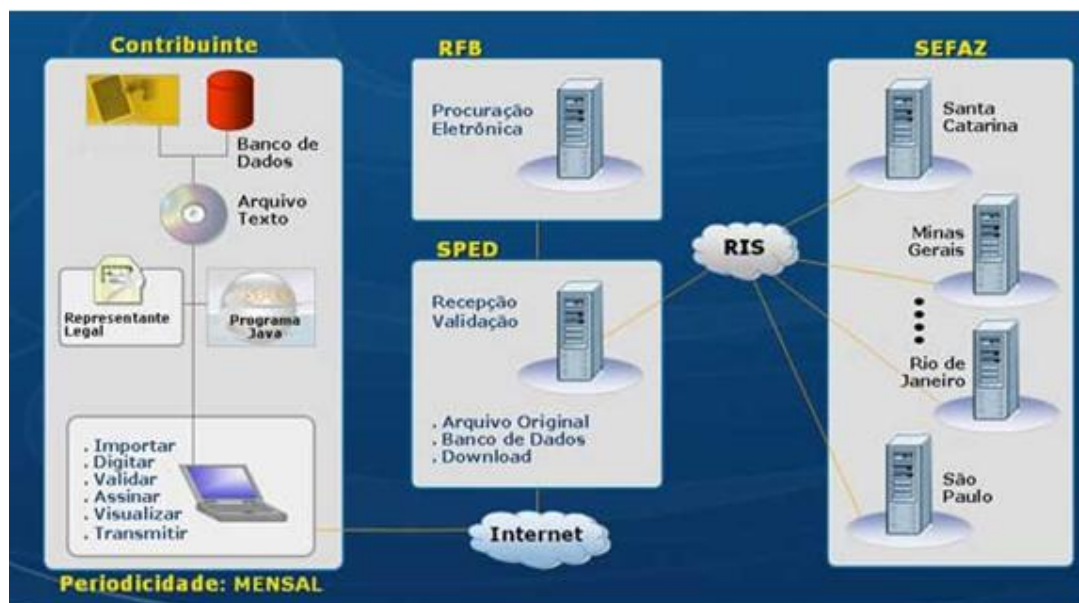 Contribuinte
Banco de
Dados
Arquivo
Texto
Representante
Legal
Programa
Java
. Importar
. Digitar
. Validar
. Assinar
. Visualizar
. Transmitir
Periodicidade: MENSAL
RFB
Procuração
Eletrônica
SPED
Recepção
Validação
. Arquivo Original
. Banco de Dados
. Download
Internet
RIS
SEFAZ
Santa
Catarina
Minas
Gerais
Rio de
Janeiro
São
Paulo